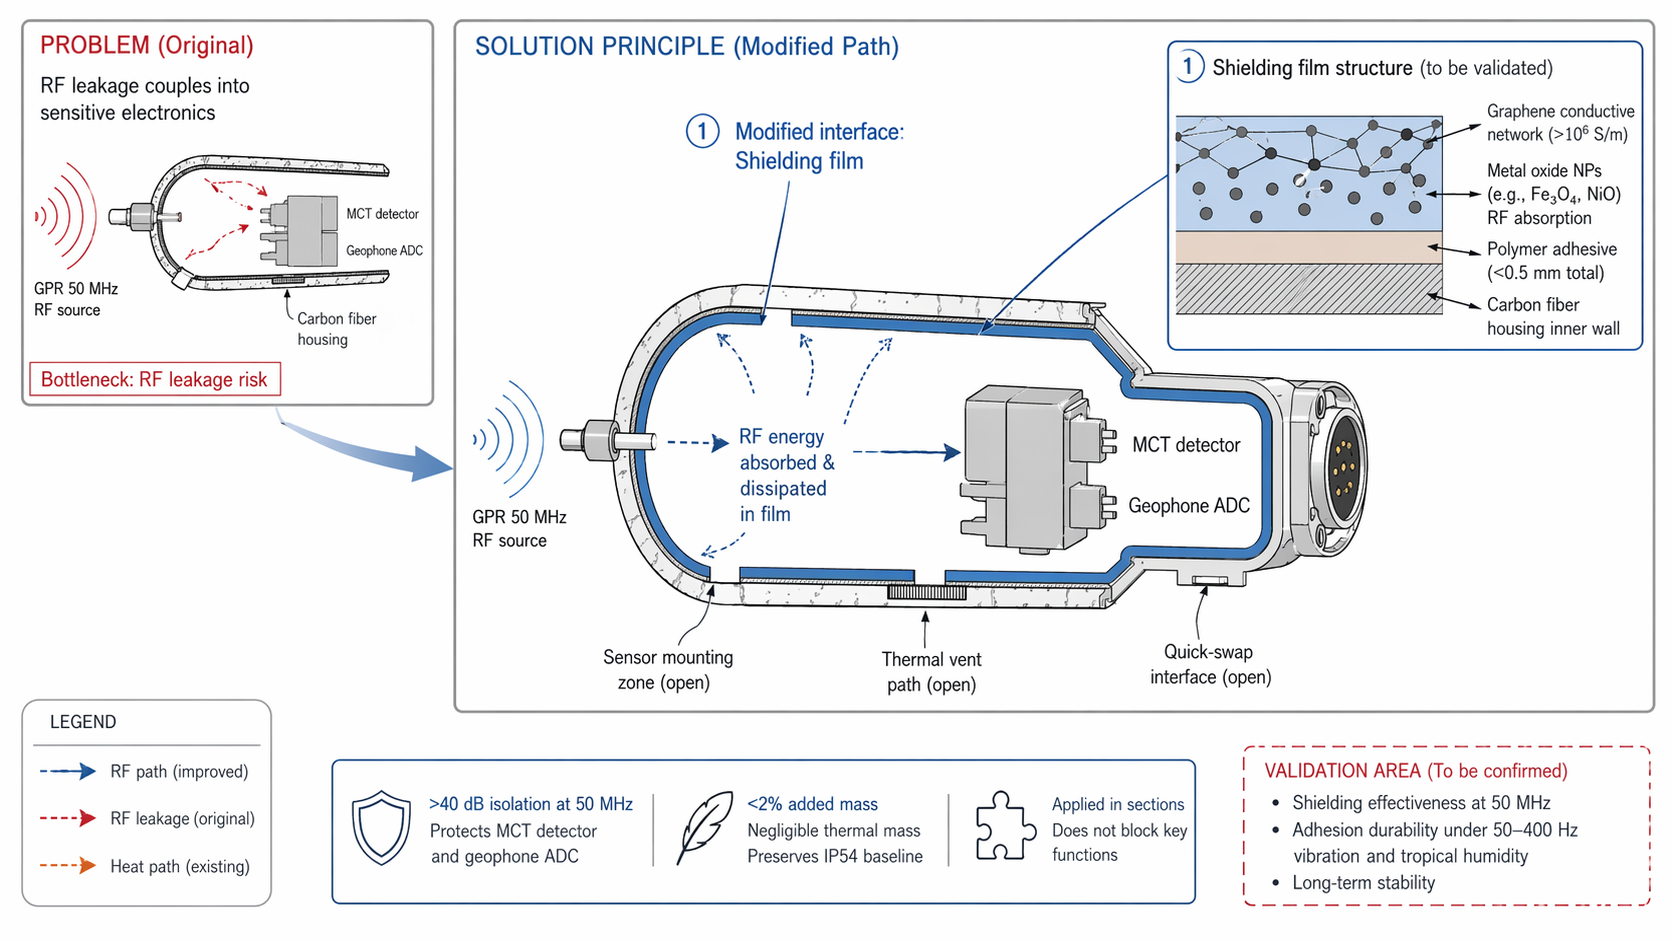 PROBLEM (Original)
RF leakage couples into
sensitive electronics
MCT detector
Geophone ADC
GPR 50 MHz
RF source
Carbon fiber
housing
Bottleneck: RF leakage risk
SOLUTION PRINCIPLE (Modified Path)
1 Modified interface:
Shielding film
GPR 50 MHz
RF source
RF energy
absorbed &
dissipated
in film
MCT detector
Geophone ADC
Sensor mounting
zone (open)
Thermal vent
path (open)
Quick-swap
interface (open)
1 Shielding film structure (to be validated)
Graphene conductive
network (>10⁶ S/m)
Metal oxide NPs
(e.g., Fe₃O₄, NiO)
RF absorption
Polymer adhesive
(<0.5 mm total)
Carbon fiber
housing inner wall
LEGEND
RF path (improved)
RF leakage (original)
Heat path (existing)
>40 dB isolation at 50 MHz
Protects MCT detector
and geophone ADC
<2% added mass
Negligible thermal mass
Preserves IP54 baseline
Applied in sections
Does not block key
functions
VALIDATION AREA (To be confirmed)
• Shielding effectiveness at 50 MHz
• Adhesion durability under 50–400 Hz
vibration and tropical humidity
• Long-term stability